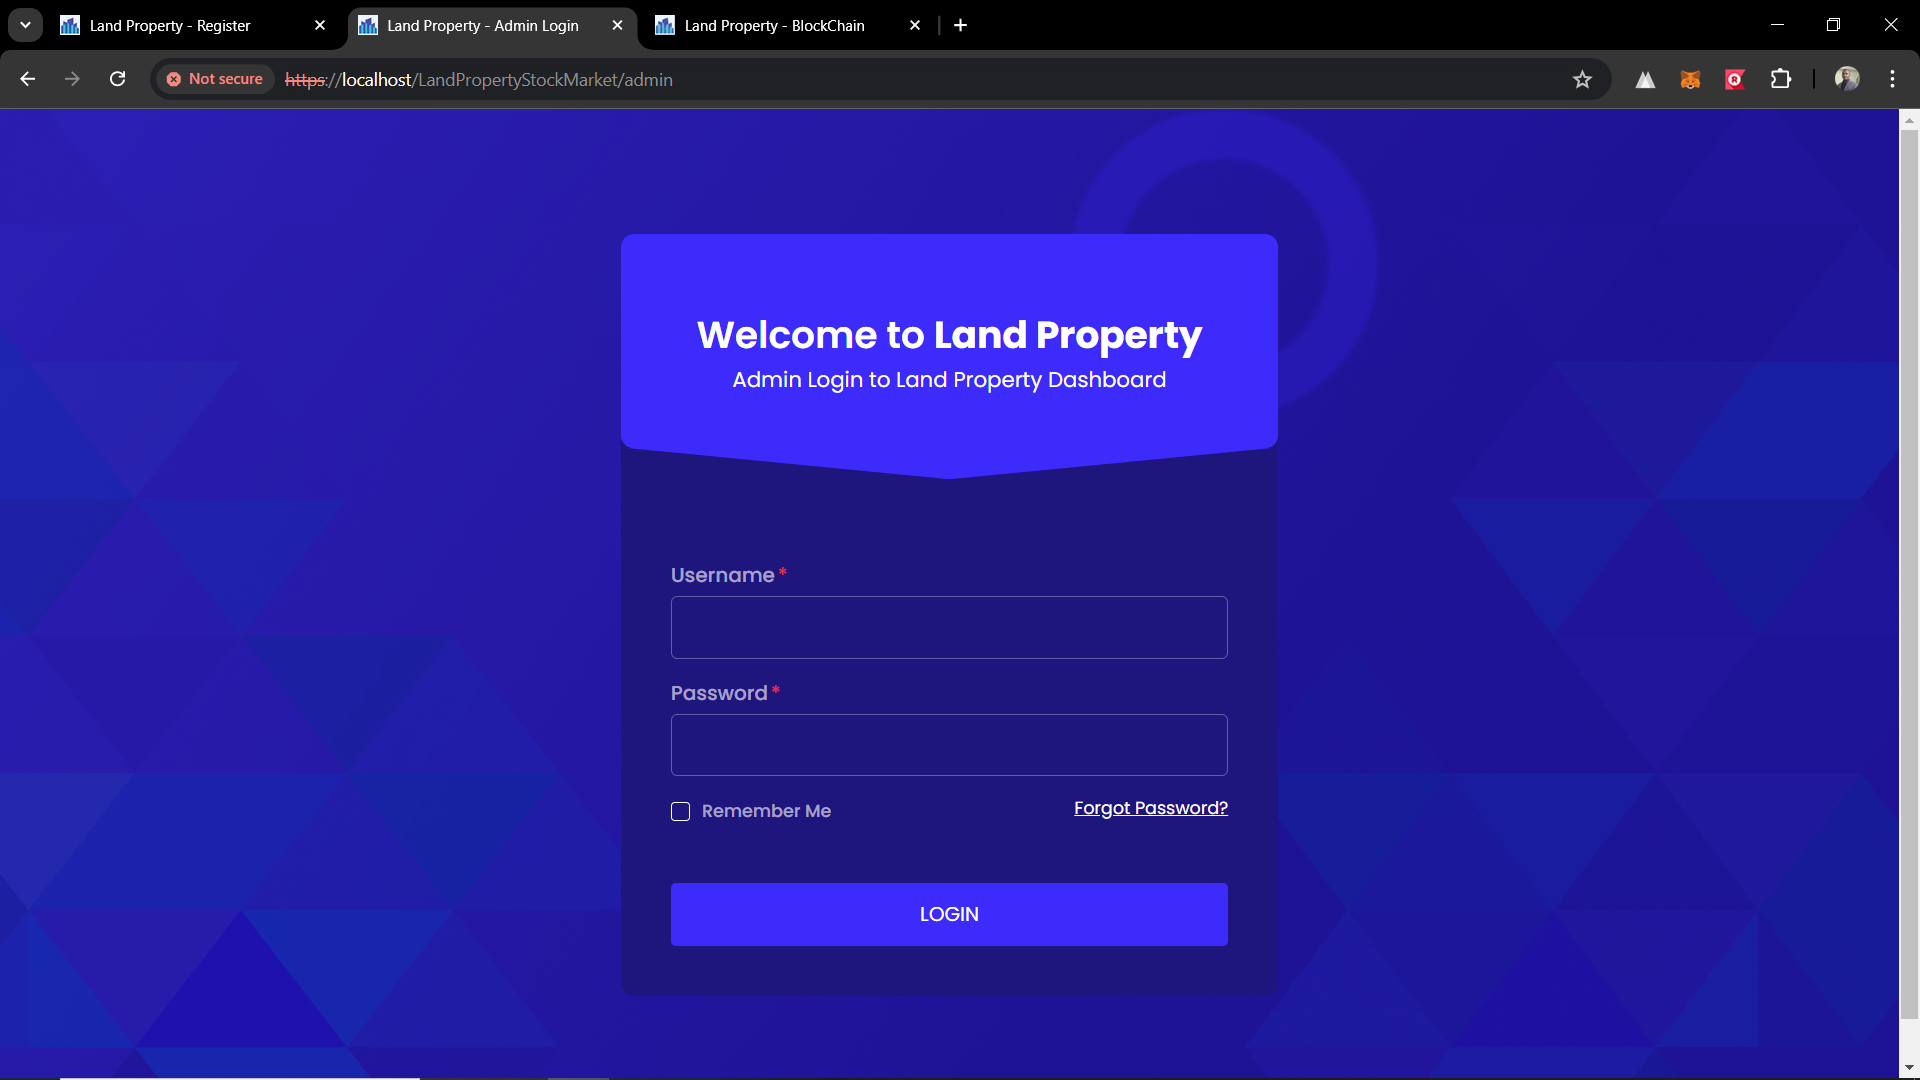 Land Property - Register
Land Property - Admin Login
Land Property - BlockChain
Not secure
https://localhost/LandPropertyStockMarket/admin
Welcome to Land Property
Admin Login to Land Property Dashboard
Username *
Password *
Remember Me
Forgot Password?
LOGIN